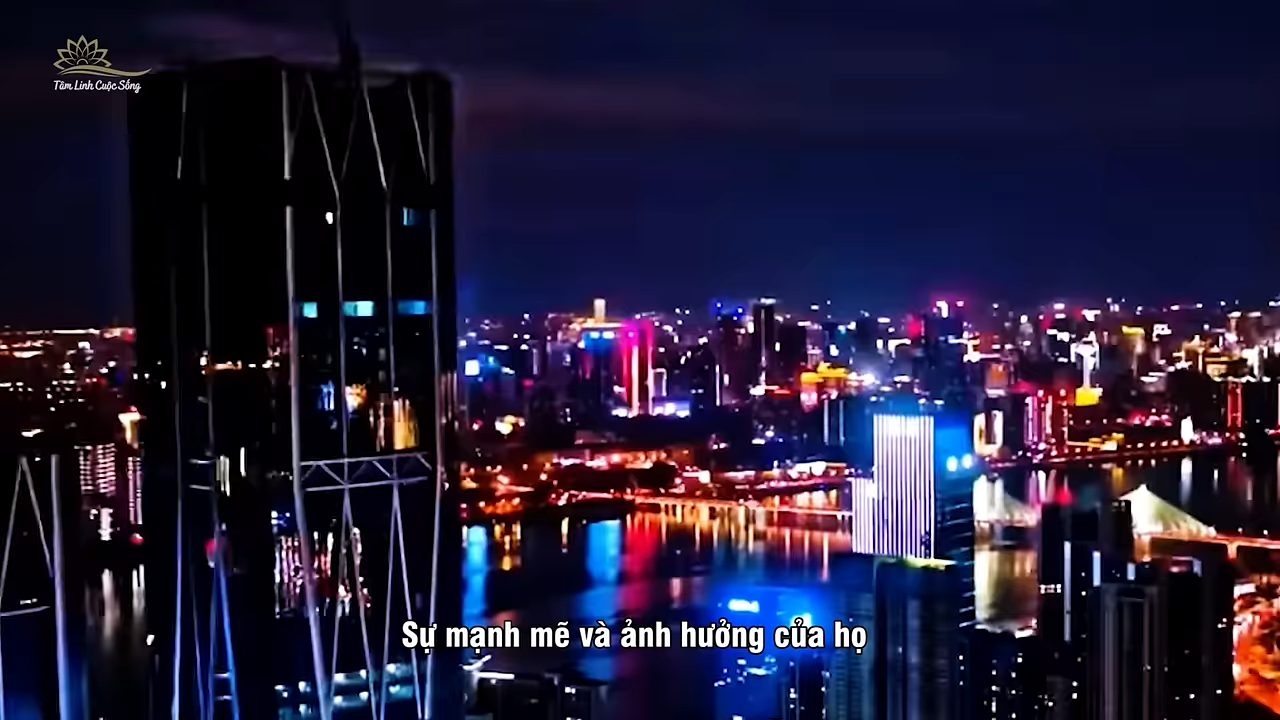 Tâm Linh Cuộc Sống
Sự mạnh mẽ và ảnh hưởng của họ